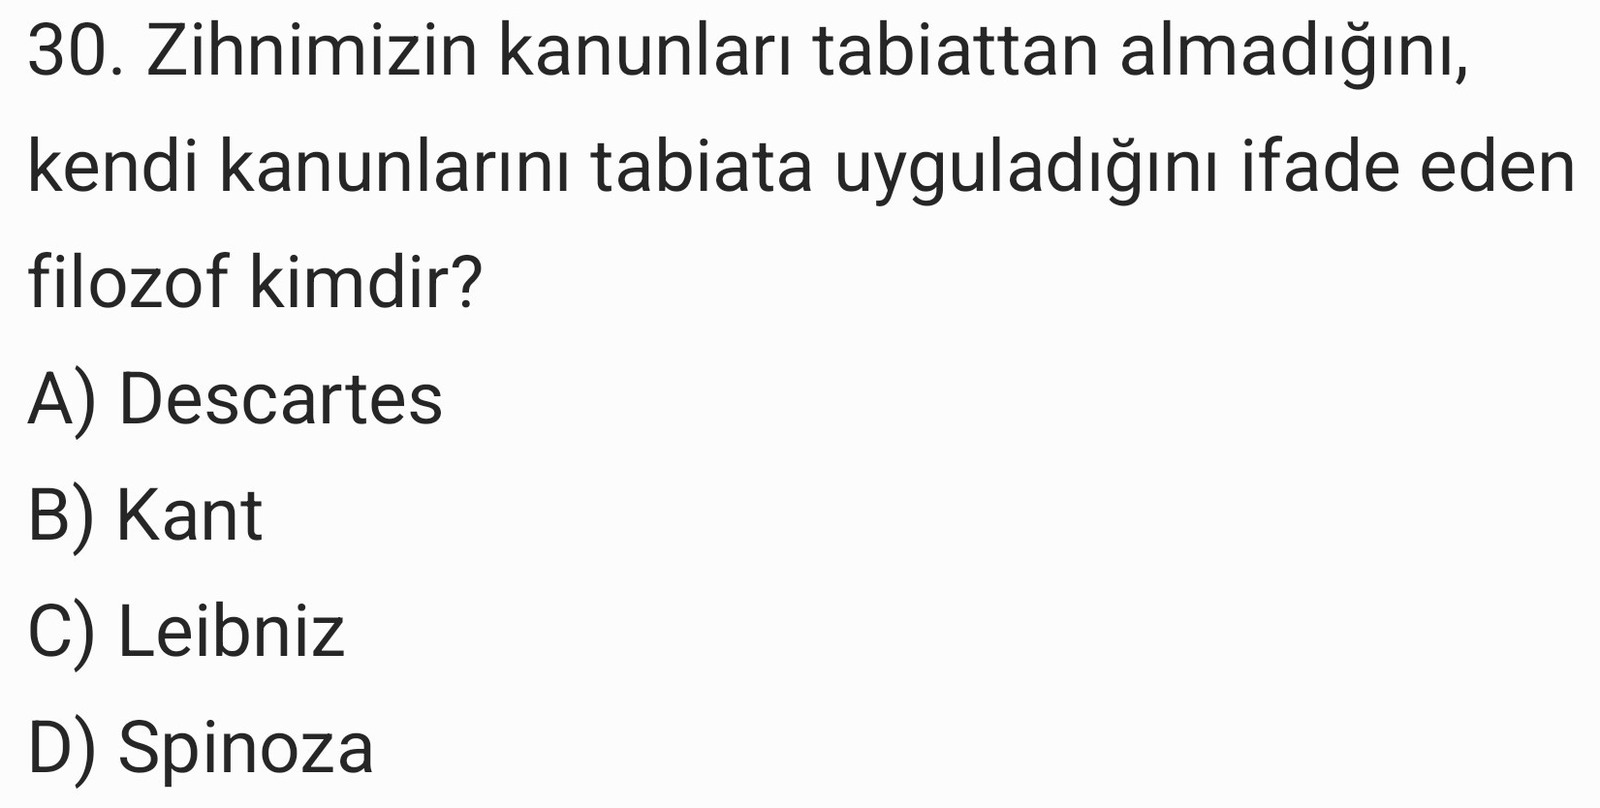 30. Zihnimizin kanunları tabiattan almadığını,
kendi kanunlarını tabiata uyguladığını ifade eden
filozof kimdir?
A) Descartes
B) Kant
C) Leibniz
D) Spinoza